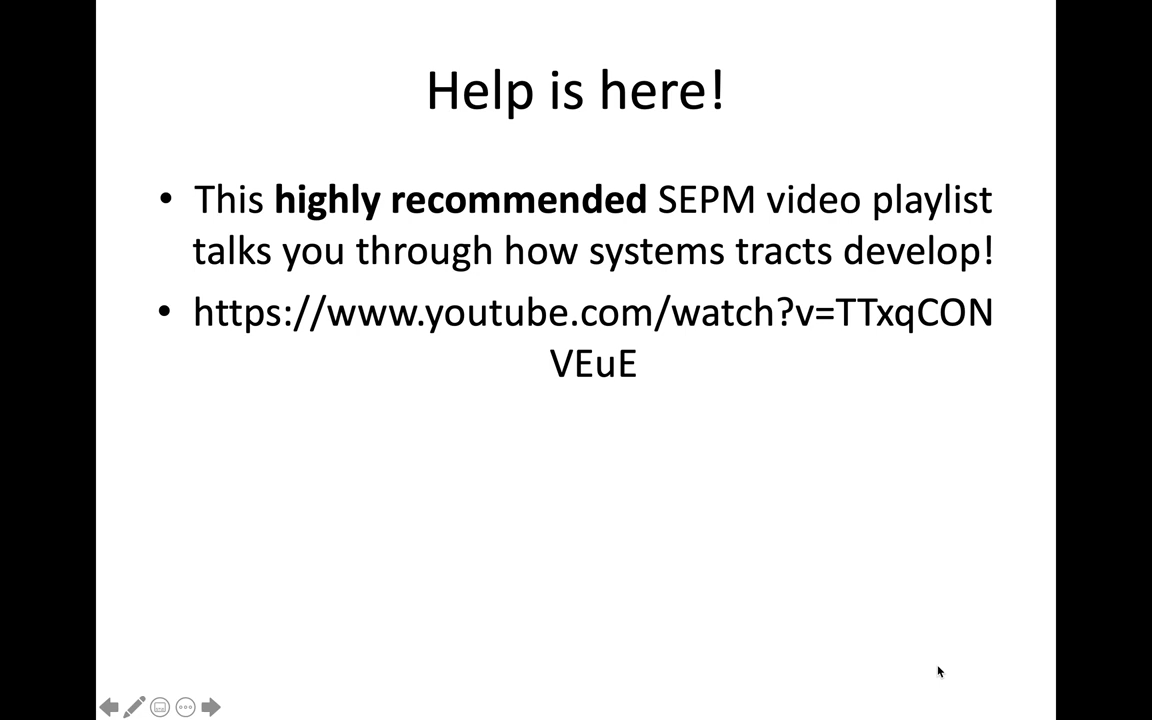 Help is here!
• This highly recommended SEPM video playlist
talks you through how systems tracts develop!
• https://www.youtube.com/watch?v=TTxqCON
VEuE